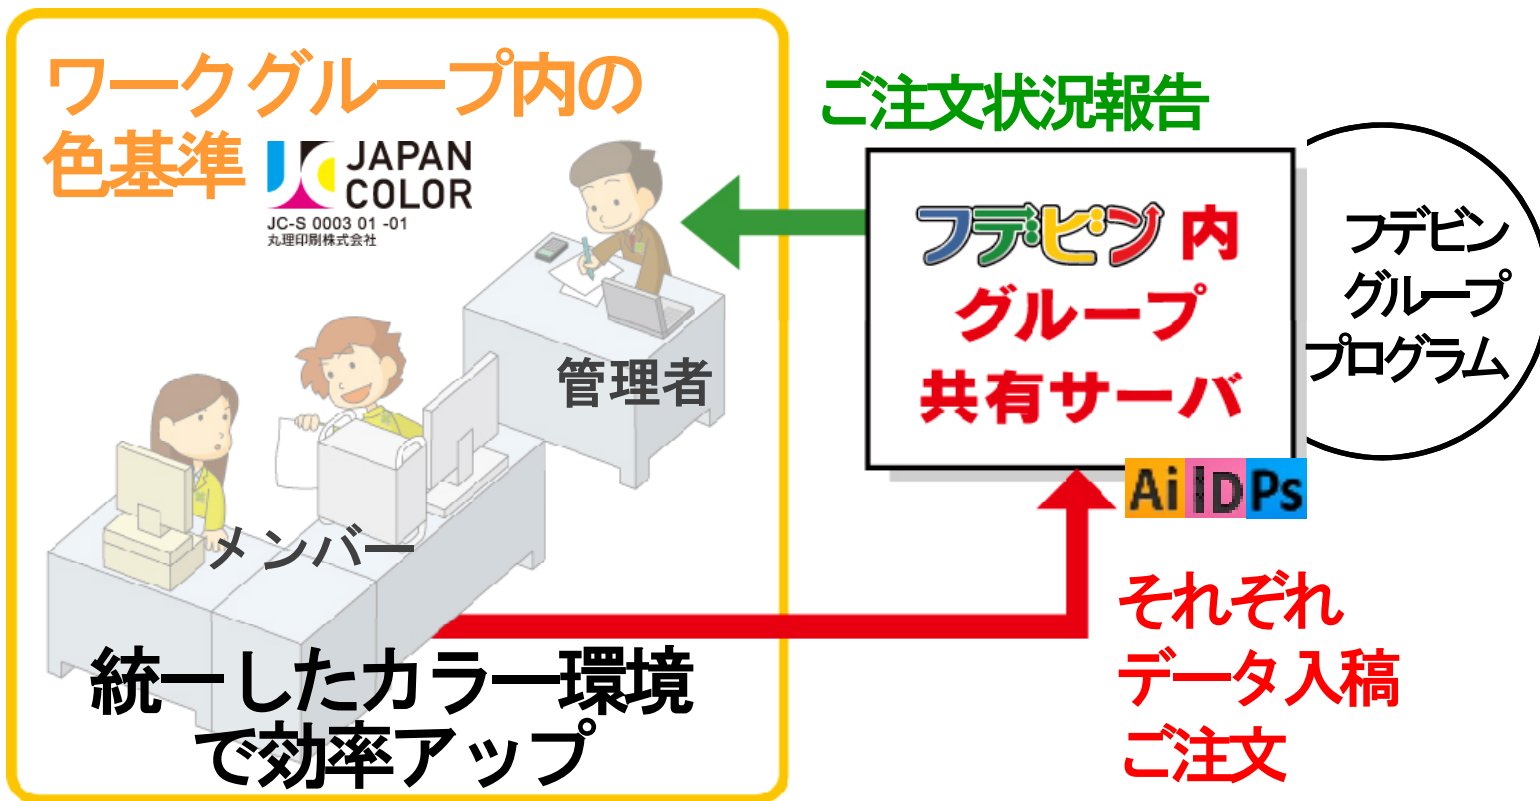 ワークグループ内の
色基準
JAPAN
COLOR
JC-S 0003 01 -01
丸理印刷株式会社
管理者
メンバー
統一したカラー環境
で効率アップ
ご注文状況報告
フデビン内
グループ
共有サーバ
Ai ID Ps
フデビン
グループ
プログラム
それぞれ
データ入稿
ご注文